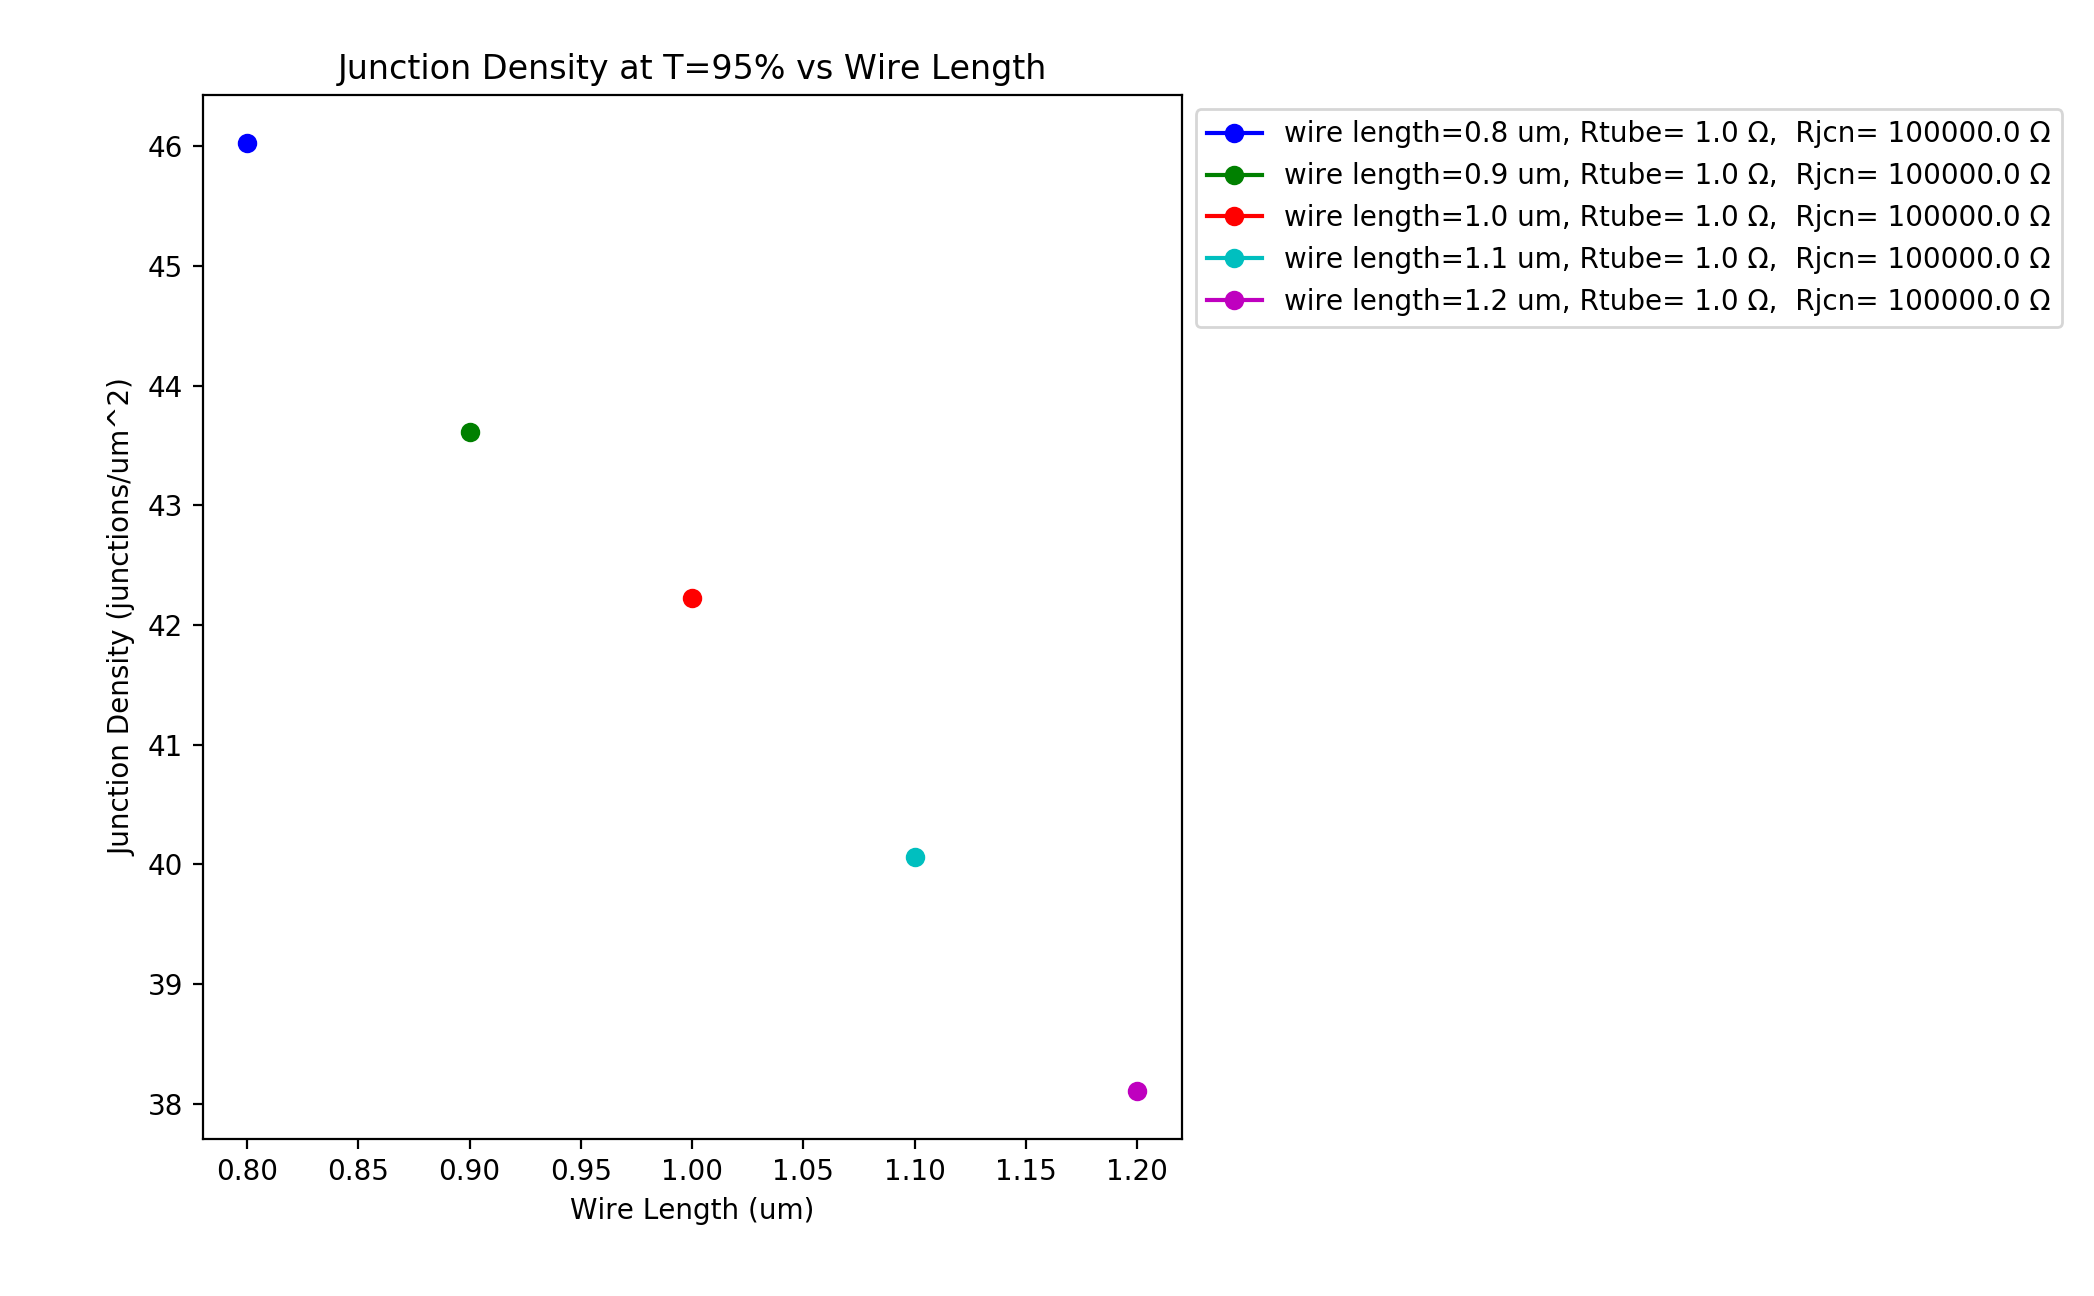 Junction Density at T=95% vs Wire Length
Junction Density (junctions/um^2)
46
45
44
43
42
41
40
39
38
0.80 0.85 0.90 0.95 1.00 1.05 1.10 1.15 1.20
Wire Length (um)
wire length=0.8 um, Rtube= 1.0 Ω,  Rjcn= 100000.0 Ω
wire length=0.9 um, Rtube= 1.0 Ω,  Rjcn= 100000.0 Ω
wire length=1.0 um, Rtube= 1.0 Ω,  Rjcn= 100000.0 Ω
wire length=1.1 um, Rtube= 1.0 Ω,  Rjcn= 100000.0 Ω
wire length=1.2 um, Rtube= 1.0 Ω,  Rjcn= 100000.0 Ω